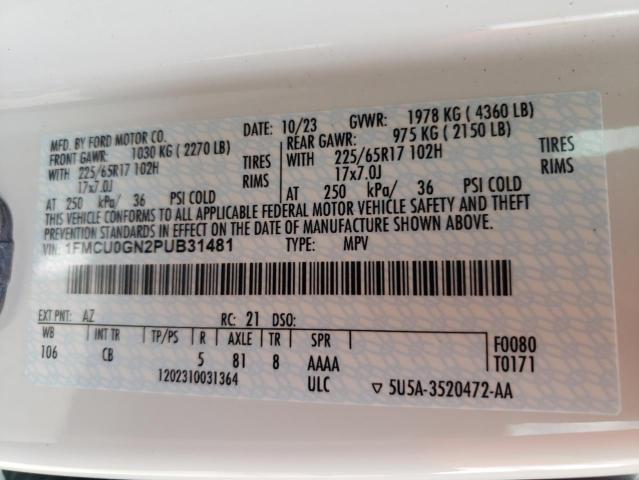 MFD. BY FORD MOTOR CO.
DATE: 10/23 GVWR: 1978 KG ( 4360 LB)
FRONT GAWR: 1030 KG ( 2270 LB) REAR GAWR: 975 KG ( 2150 LB)
WITH 225/65R17 102H TIRES WITH 225/65R17 102H TIRES
17x7.0J RIMS 17x7.0J RIMS
AT 250 kPa/ 36 PSI COLD AT 250 kPa/ 36 PSI COLD
THIS VEHICLE CONFORMS TO ALL APPLICABLE FEDERAL MOTOR VEHICLE SAFETY AND THEFT
PREVENTION STANDARDS IN EFFECT ON THE DATE OF MANUFACTURE SHOWN ABOVE.
VIN: 1FMCU0GN2PUB31481 TYPE: MPV
EXT PNT: AZ RC: 21 DSO:
WB INT TR TP/PS R AXLE TR SPR F0080
106 CB 5 81 8 AAAA T0171
1202310031364 ULC ▽ 5U5A-3520472-AA